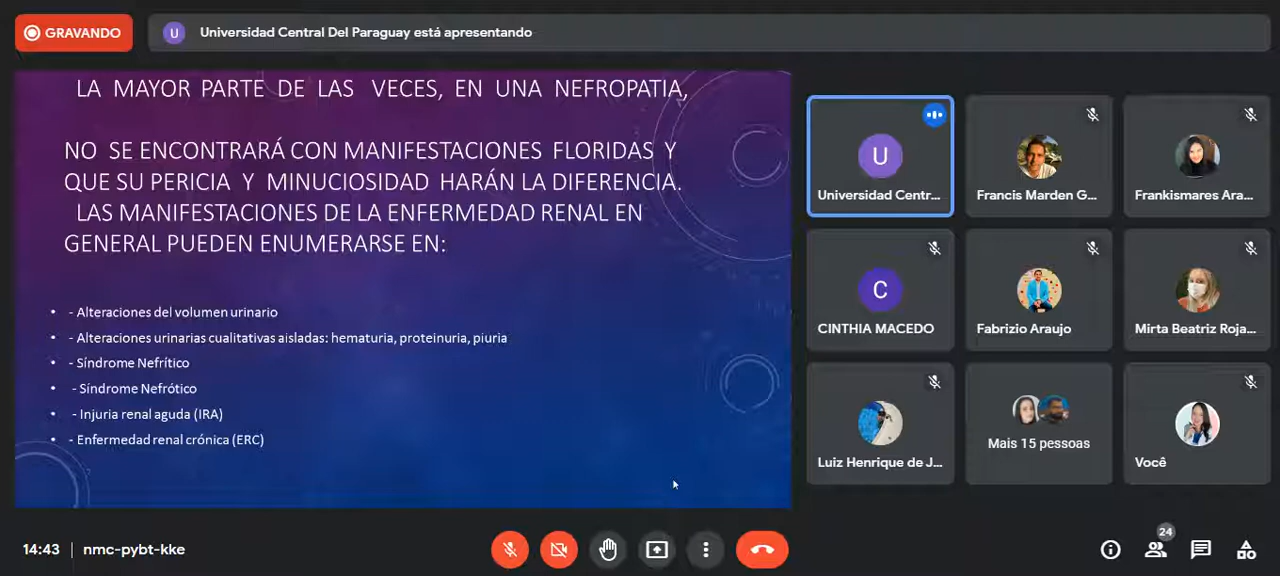 GRAVANDO
U
Universidad Central Del Paraguay está apresentando
LA MAYOR PARTE DE LAS VECES, EN UNA NEFROPATIA,
NO SE ENCONTRARÁ CON MANIFESTACIONES FLORIDAS Y
QUE SU PERICIA Y MINUCIOSIDAD HARÁN LA DIFERENCIA.
LAS MANIFESTACIONES DE LA ENFERMEDAD RENAL EN
GENERAL PUEDEN ENUMERARSE EN:
• - Alteraciones del volumen urinario
• - Alteraciones urinarias cualitativas aisladas: hematuria, proteinuria, piuria
• - Síndrome Nefrítico
• - Síndrome Nefrótico
• - Injuria renal aguda (IRA)
• - Enfermedad renal crónica (ERC)
U
Universidad Centr...
Francis Marden G...
Frankismares Ara...
C
CINTHIA MACEDO
Fabrizio Araujo
Mirta Beatriz Roja...
Luiz Henrique de J...
Mais 15 pessoas
Você
14:43 | nmc-pybt-kke
24